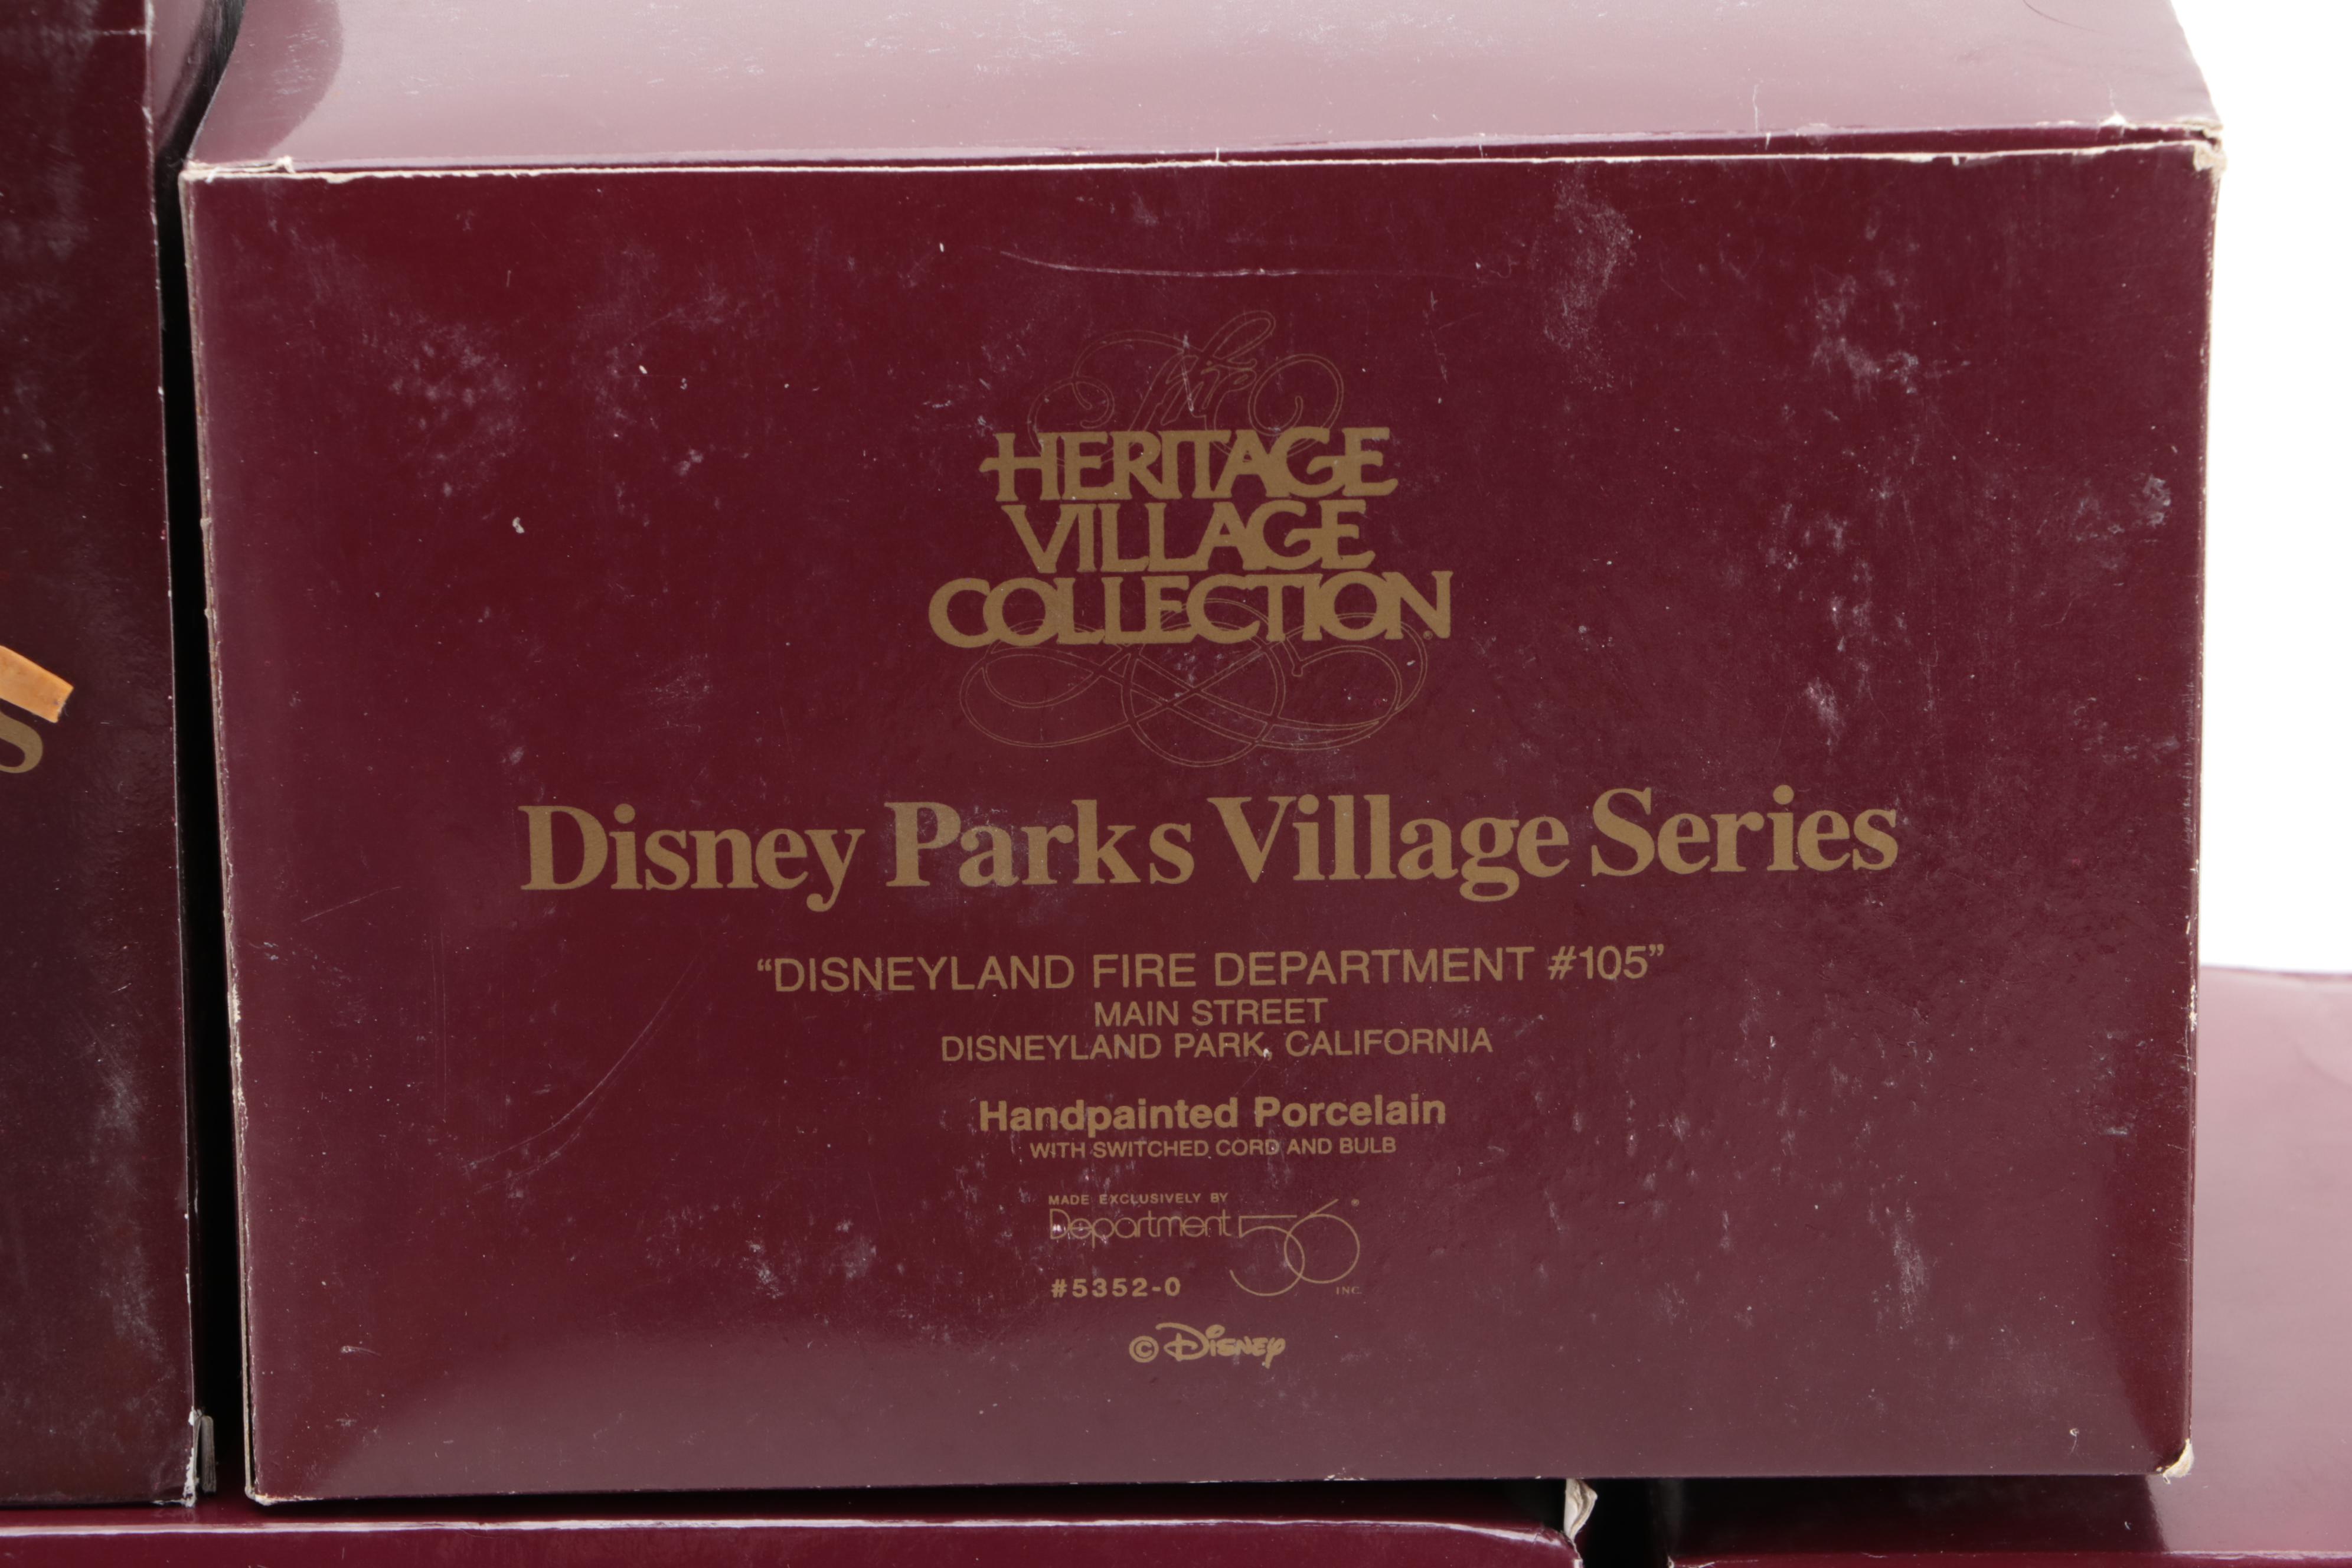 The
HERITAGE
VILLAGE
COLLECTION®
Disney Parks Village Series
“DISNEYLAND FIRE DEPARTMENT #105”
MAIN STREET
DISNEYLAND PARK, CALIFORNIA
Handpainted Porcelain
WITH SWITCHED CORD AND BULB
MADE EXCLUSIVELY BY
Department 56®
#5352-0 INC.
© Disney
s